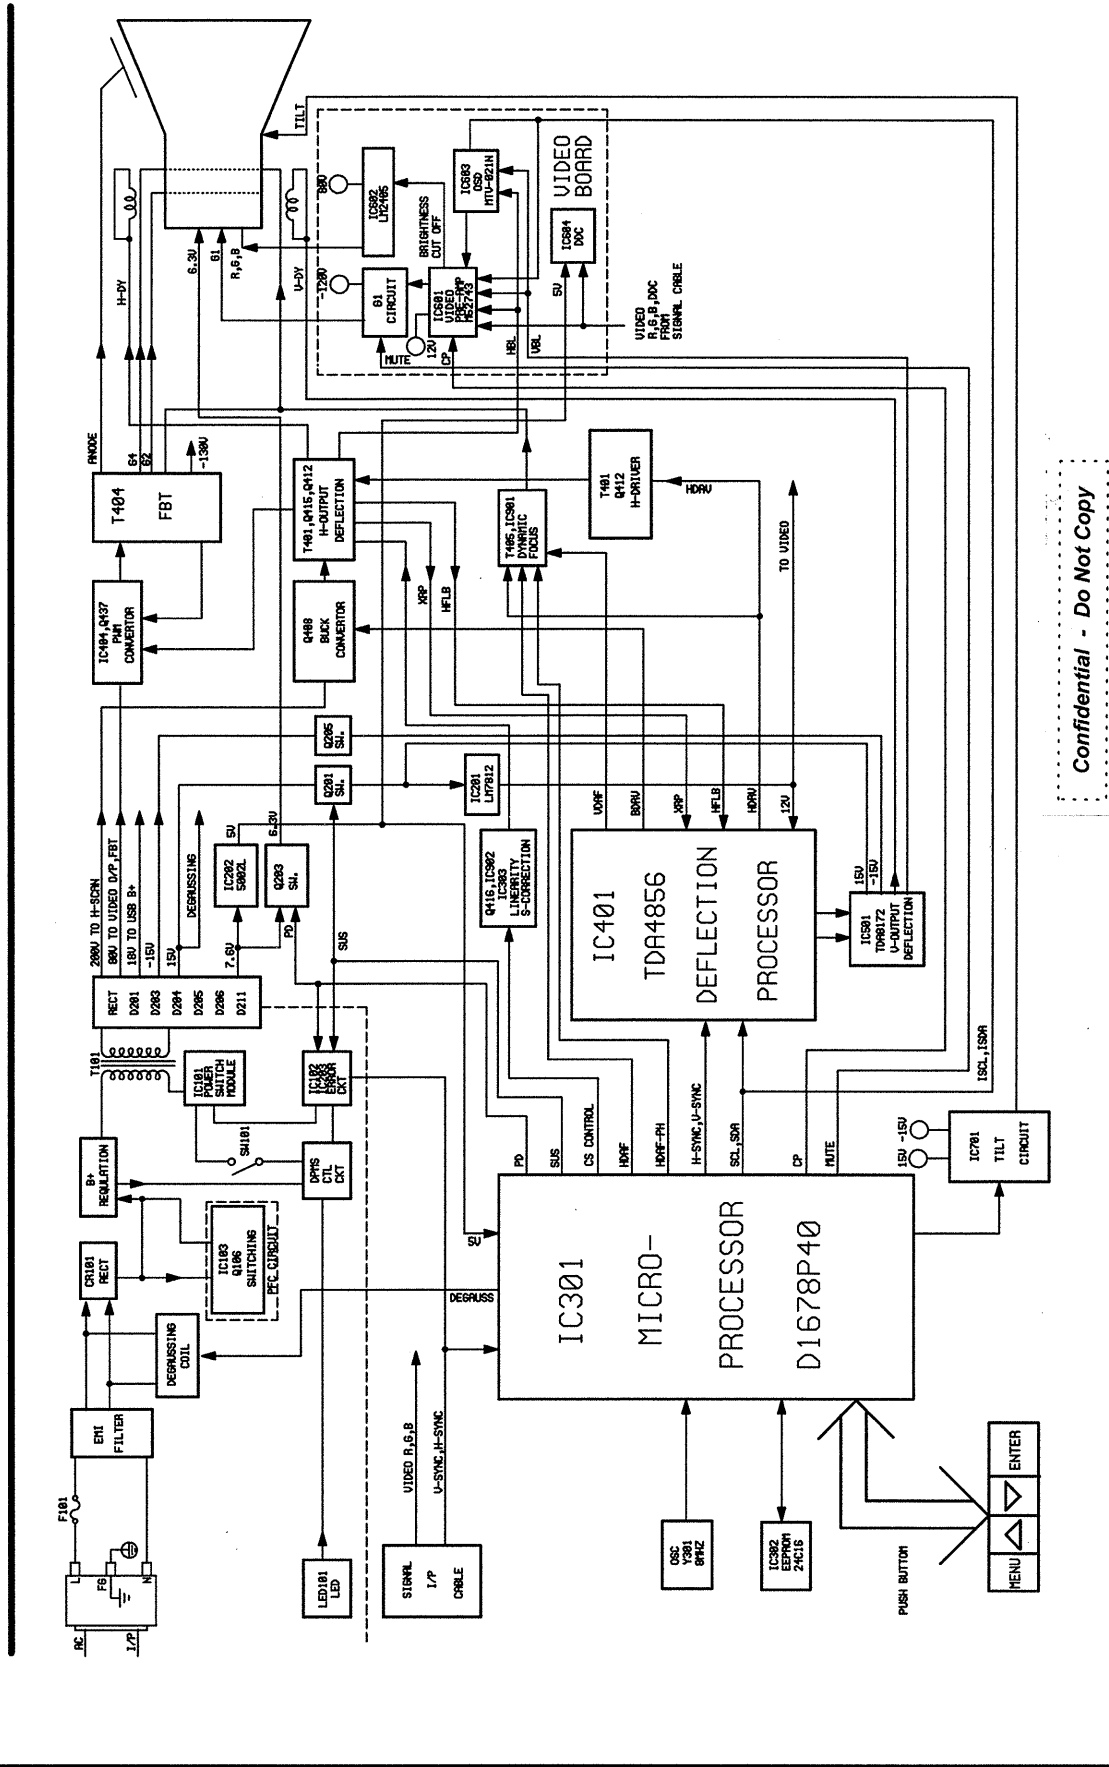 AC
I/P
L
FG
N
F101
EMI
FILTER
DEGAUSSING
COIL
CR101
RECT
IC103
Q106
SWITCHING
PFC CIRCUIT
B+
REGULATION
T101
IC101
POWER
SWITCH
MODULE
SW101
DPMS
CTL
CKT
ERROR
CKT
LED101
LED
RECT
D201
D203
D204
D205
D206
D211
200V TO H-SCAN
80V TO VIDEO O/P,FBT
18V TO USB B+
-15V
15V
DEGAUSSING
7.6V
PD
SUS
IC202
5002L
5V
Q203
SW.
6.3V
Q201
SW.
Q205
SW.
IC201
LM7812
IC404,Q437
PWM
CONVERTOR
T404
FBT
ANODE
G4
G2
-130V
Q408
BUCK
CONVERTOR
T401,Q415,Q412
H-OUTPUT
DEFLECTION
XRP
HFLB
T405,IC901
DYNAMIC
FOCUS
T401
Q412
H-DRIVER
HDRV
TO VIDEO
H-DY
6.3V
G1
R,G,B
V-DY
TILT
80V
IC602
LM2405
-120V
G1
CIRCUIT
MUTE
12V
CP
BRIGHTNESS
CUT OFF
IC601
VIDEO
PRE-AMP
M52743
IC603
OSD
MTV-021N
HBL
VBL
5V
IC604
DDC
VIDEO
BOARD
VIDEO
R,G,B,DDC
FROM
SIGNAL CABLE
Q416,IC902
IC303
LINEARITY
S-CORRECTION
VDAF
BDRV
XRP
HFLB
HDRV
12V
IC401
TDA4856
DEFLECTION
PROCESSOR
15V
-15V
IC501
TDA8172
V-OUTPUT
DEFLECTION
ISCL,ISDA
SIGNAL
I/P
CABLE
VIDEO R,G,B
V-SYNC,H-SYNC
DEGAUSS
5V
PD
SUS
CS CONTROL
HDAF
HDAF-PH
H-SYNC,V-SYNC
SCL,SDA
CP
MUTE
IC301
MICRO-
PROCESSOR
D1678P40
15V
-15V
IC701
TILT
CIRCUIT
OSC
Y301
8MHZ
IC302
EEPROM
24C16
PUSH BUTTOM
MENU
ENTER
Confidential - Do Not Copy